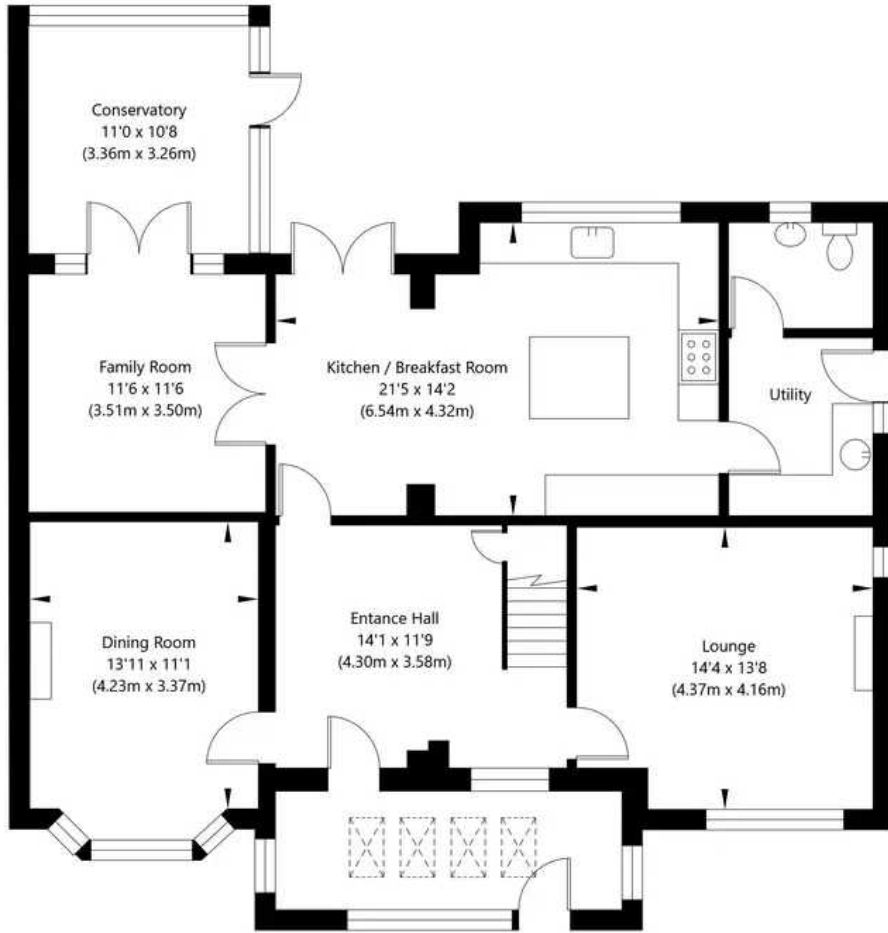 Conservatory
11'0 x 10'8
(3.36m x 3.26m)
Family Room
11'6 x 11'6
(3.51m x 3.50m)
Kitchen / Breakfast Room
21'5 x 14'2
(6.54m x 4.32m)
Utility
Dining Room
13'11 x 11'1
(4.23m x 3.37m)
Entance Hall
14'1 x 11'9
(4.30m x 3.58m)
Lounge
14'4 x 13'8
(4.37m x 4.16m)